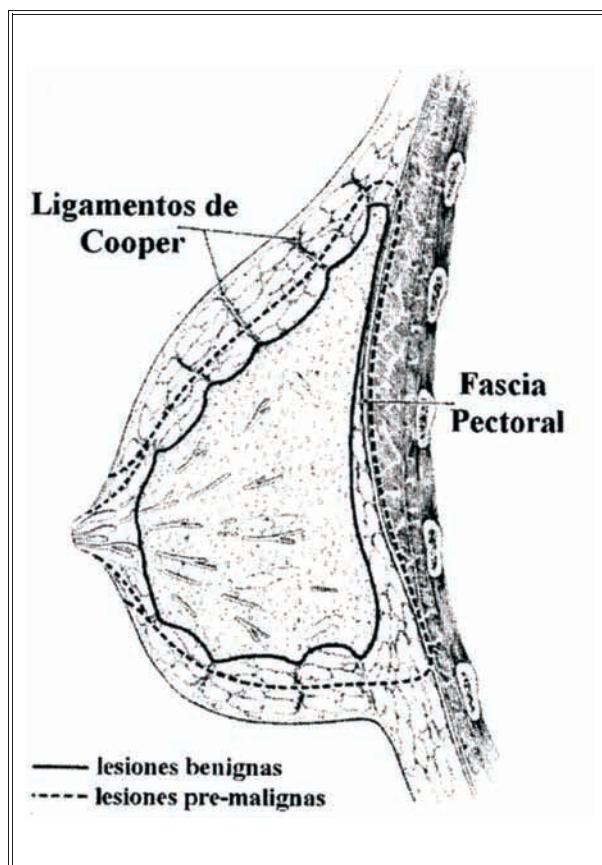 Ligamentos de
Cooper
Fascia
Pectoral
lesiones benignas
lesiones pre-malignas